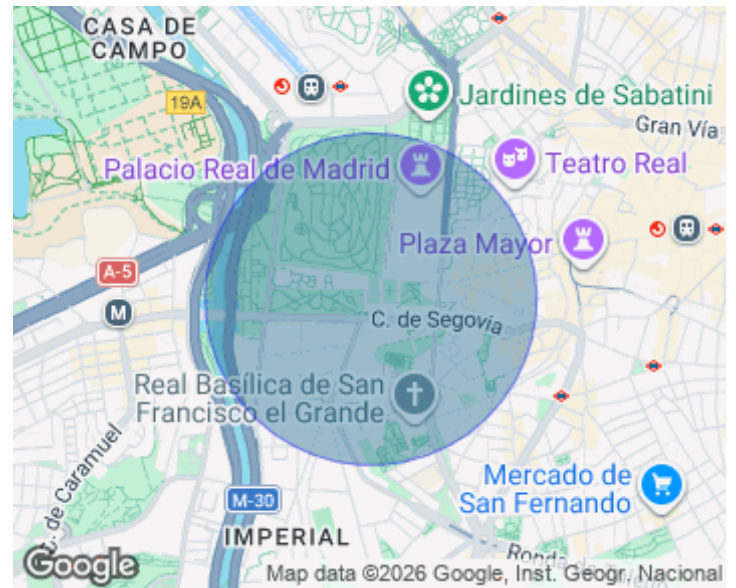 CASA DE
CAMPO
19A
Jardines de Sabatini
Gran Vía
Palacio Real de Madrid
Teatro Real
Plaza Mayor
A-5
M
C. de Segovia
Real Basílica de San
Francisco el Grande
de Caramuel
Mercado de
San Fernando
M-30
IMPERIAL
Ronda de
Google
Map data ©2026 Google, Inst. Geogr. Nacional